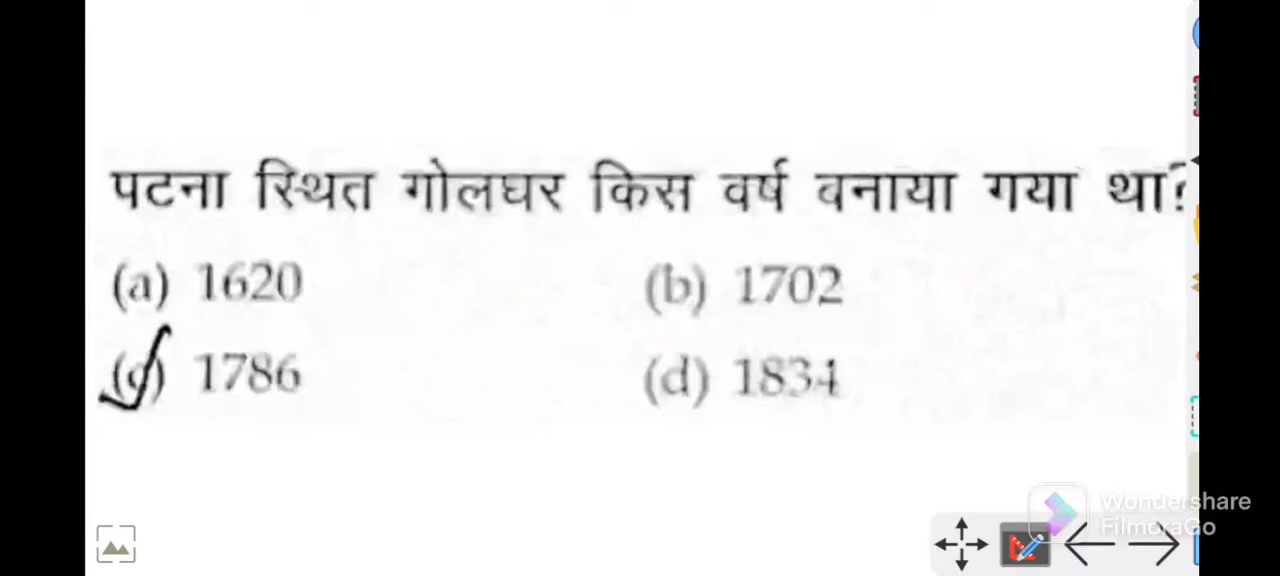 पटना स्थित गोलघर किस वर्ष बनाया गया था?
(a) 1620 (b) 1702
(c) 1786 (d) 1834
Wondershare
FilmoraGo